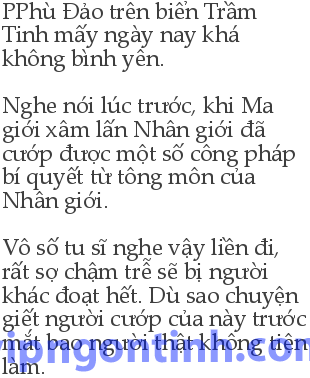 PPhù Đảo trên biển Trầm
Tinh mấy ngày nay khá
không bình yên.
Nghe nói lúc trước, khi Ma
giới xâm lấn Nhân giới đã
cướp được một số công pháp
bí quyết từ tông môn của
Nhân giới.
Vô số tu sĩ nghe vậy liền đi,
rất sợ chậm trễ sẽ bị người
khác đoạt hết. Dù sao chuyện
giết người cướp của này trước
mắt bao người thật không tiện
làm.
ipngontinh.com